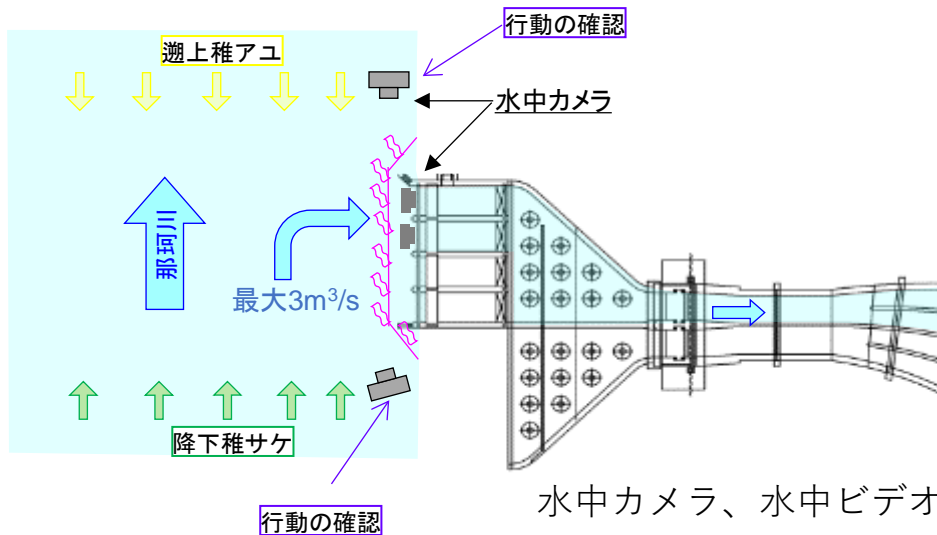 行動の確認
遡上稚アユ
水中カメラ
那珂川
最大3m³/s
降下稚サケ
行動の確認
水中カメラ、水中ビデオ